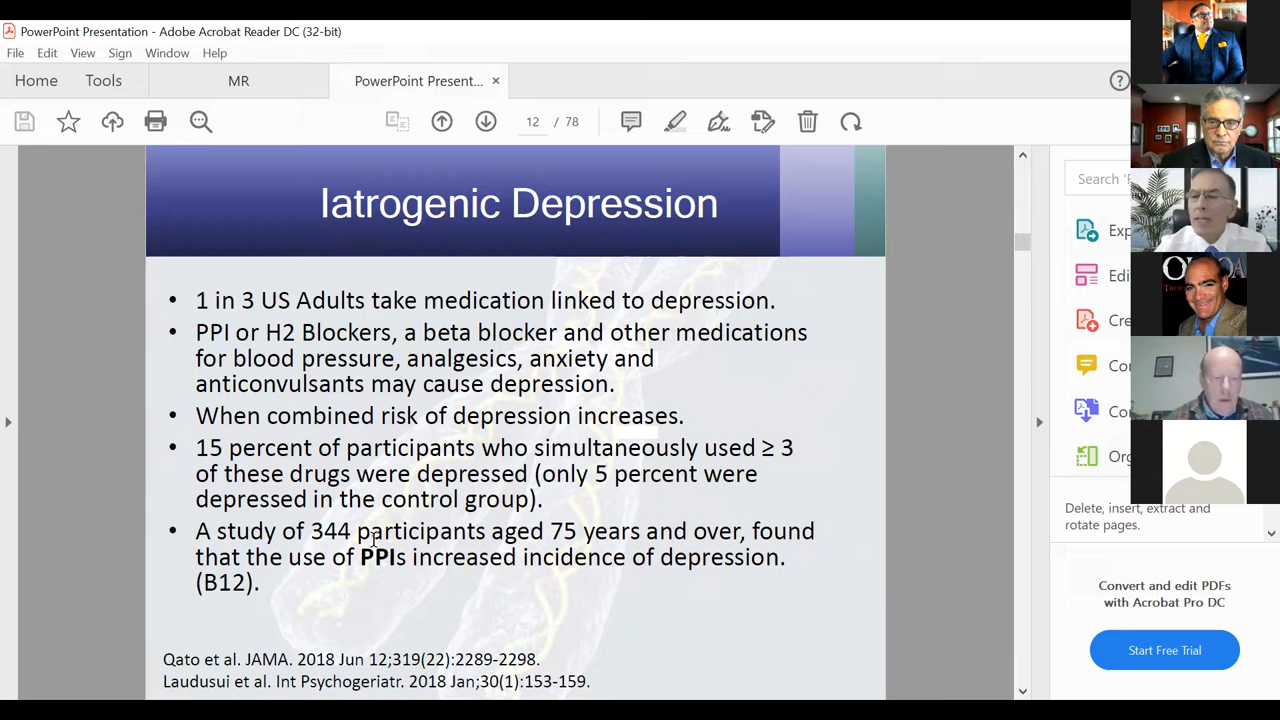 PowerPoint Presentation - Adobe Acrobat Reader DC (32-bit)
File Edit View Sign Window Help
Home Tools MR PowerPoint Present... ×
12 / 78
Iatrogenic Depression
• 1 in 3 US Adults take medication linked to depression.
• PPI or H2 Blockers, a beta blocker and other medications
for blood pressure, analgesics, anxiety and
anticonvulsants may cause depression.
• When combined risk of depression increases.
• 15 percent of participants who simultaneously used ≥ 3
of these drugs were depressed (only 5 percent were
depressed in the control group).
• A study of 344 participants aged 75 years and over, found
that the use of PPIs increased incidence of depression.
(B12).
Qato et al. JAMA. 2018 Jun 12;319(22):2289-2298.
Laudusui et al. Int Psychogeriatr. 2018 Jan;30(1):153-159.
Search
Exp
Edi
Cre
Co
Co
Org
Delete, insert, extract and
rotate pages.
Convert and edit PDFs
with Acrobat Pro DC
Start Free Trial